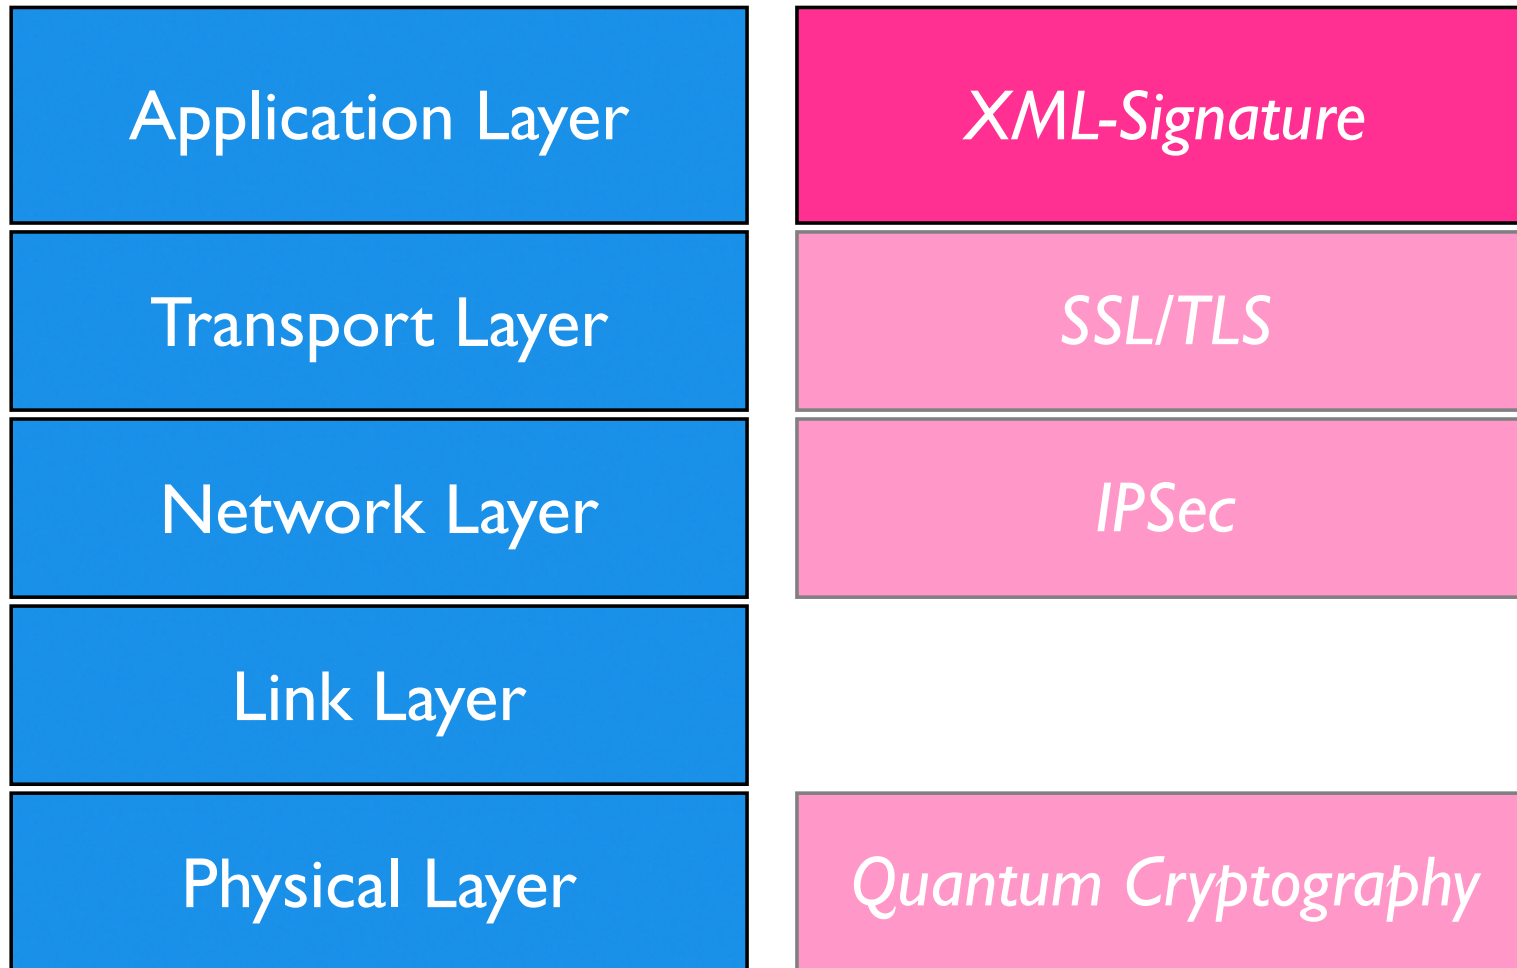 Application Layer
XML-Signature
Transport Layer
SSL/TLS
Network Layer
IPSec
Link Layer
Physical Layer
Quantum Cryptography